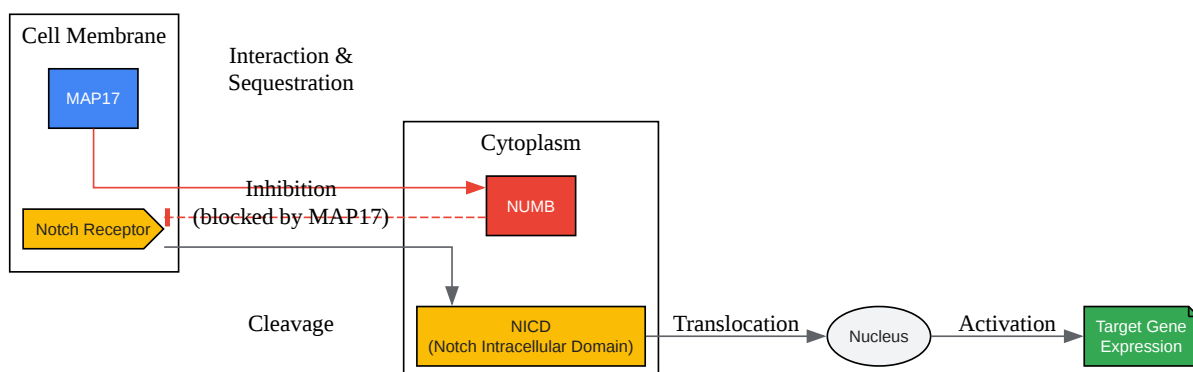 Cell Membrane
MAP17
Interaction &
Sequestration
Cytoplasm
Inhibition
(blocked by MAP17)
NUMB
Notch Receptor
Cleavage
NICD
(Notch Intracellular Domain)
Translocation
Nucleus
Activation
Target Gene
Expression